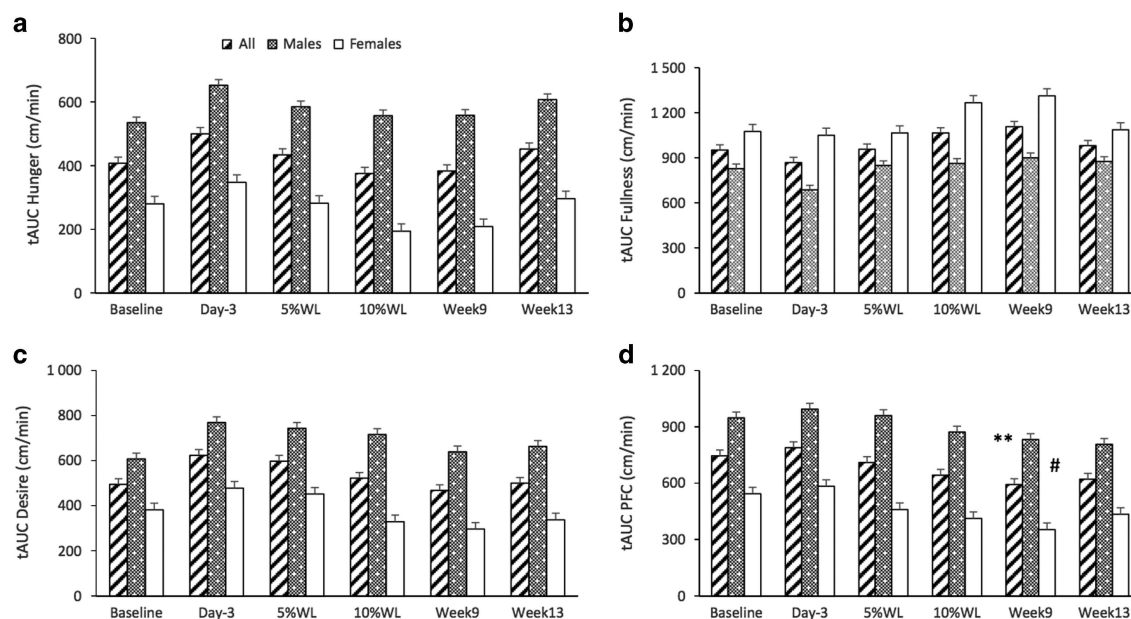 a
tAUC Hunger (cm/min)
800
600
400
200
0
All Males Females
Baseline Day-3 5%WL 10%WL Week9 Week13
b
tAUC Fullness (cm/min)
1 500
1200
900
600
300
0
Baseline Day-3 5%WL 10%WL Week9 Week13
c
tAUC Desire (cm/min)
1 000
800
600
400
200
0
Baseline Day-3 5%WL 10%WL Week9 Week13
d
tAUC PFC (cm/min)
1 200
900
600
300
0
**
#
Baseline Day-3 5%WL 10%WL Week9 Week13